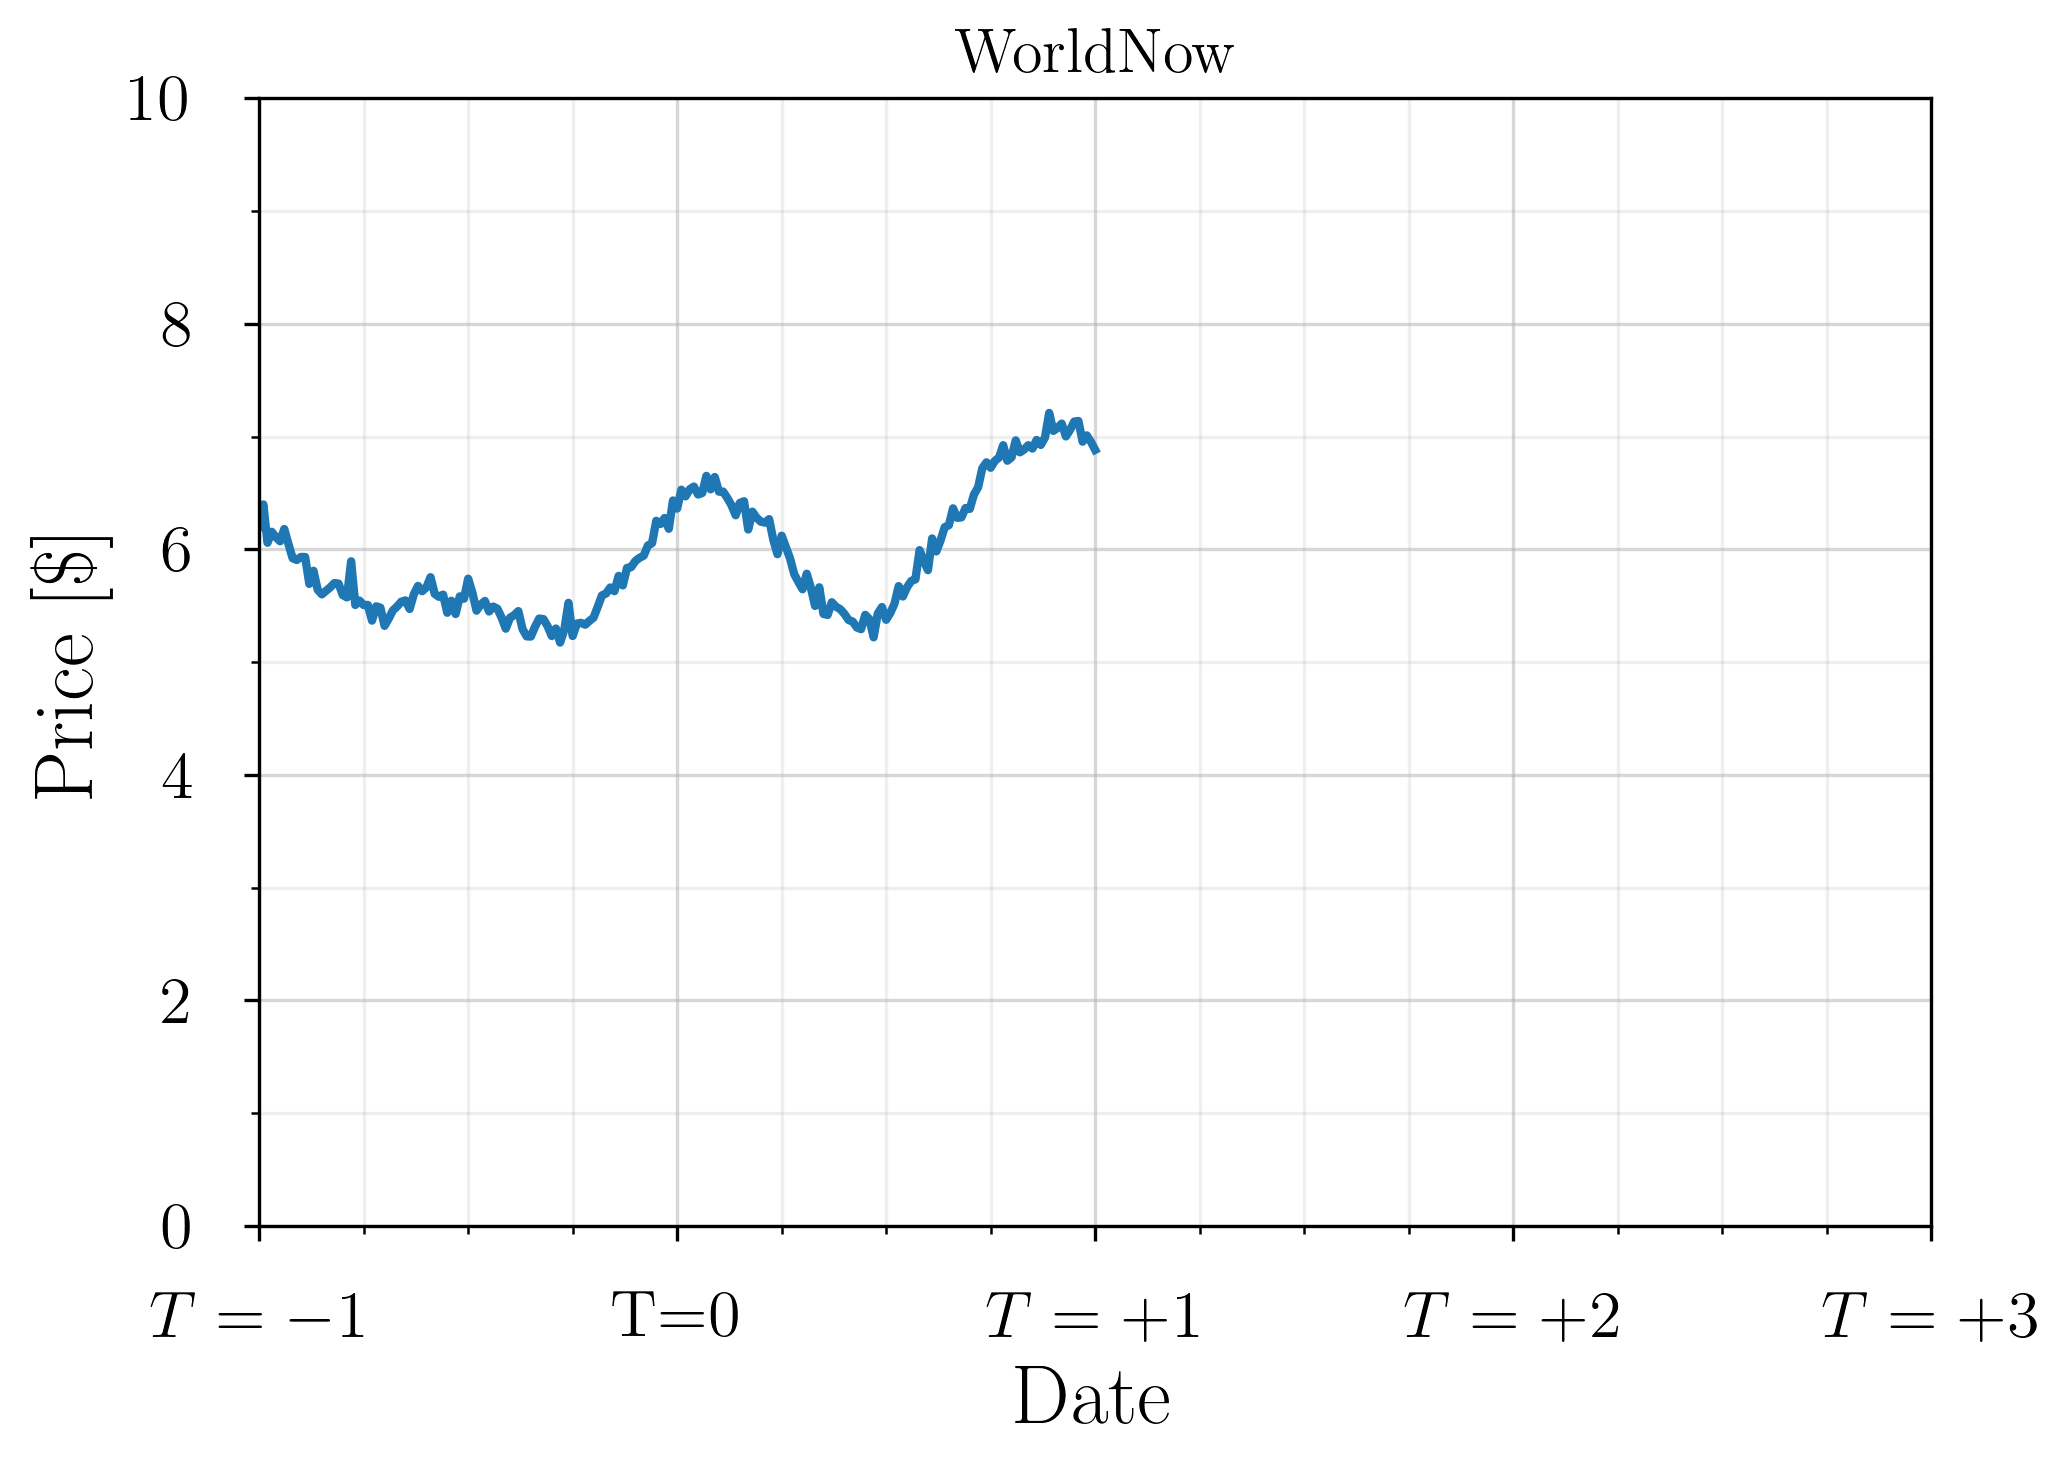 WorldNow
10
8
6
4
2
0
Price [$]
T = −1 T=0 T = +1 T = +2 T = +3
Date